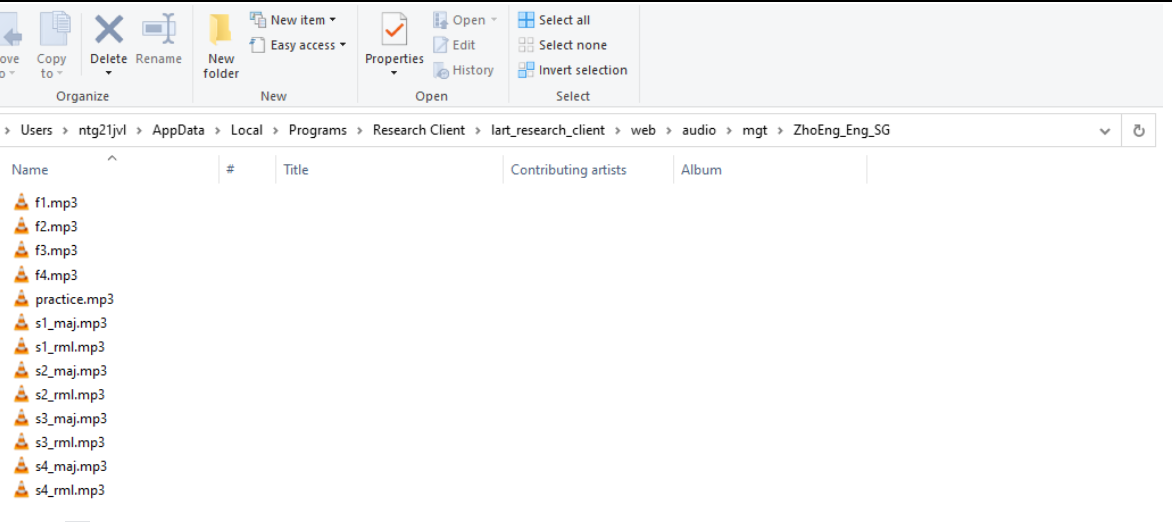 New item
Open
Select all
Easy access
Edit
Select none
ove Copy Delete Rename New Properties History Invert selection
to folder
Organize New Open Select
› Users › ntg21jvl › AppData › Local › Programs › Research Client › lart_research_client › web › audio › mgt › ZhoEng_Eng_SG
Name # Title Contributing artists Album
f1.mp3
f2.mp3
f3.mp3
f4.mp3
practice.mp3
s1_maj.mp3
s1_rml.mp3
s2_maj.mp3
s2_rml.mp3
s3_maj.mp3
s3_rml.mp3
s4_maj.mp3
s4_rml.mp3